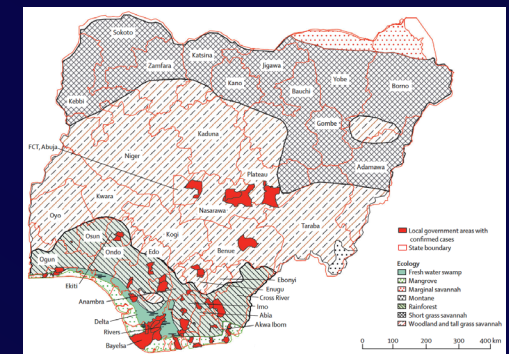 Sokoto
Katsina
Zamfara
Jigawa
Kano
Yobe
Borno
Kebbi
Bauchi
Gombe
Kaduna
FCT, Abuja
Adamawa
Niger
Plateau
Kwara
Nasarawa
Oyo
Taraba
Kogi
Osun
Benue
Ondo
Edo
Ogun
Ekiti
Ebonyi
Enugu
Cross River
Anambra
Imo
Abia
Delta
Akwa Ibom
Rivers
Bayelsa
Local government areas with
confirmed cases
State boundary
Ecology
Fresh water swamp
Mangrove
Marginal savannah
Montane
Rainforest
Short grass savannah
Woodland and tall grass savannah
0 100 200 300 400 km